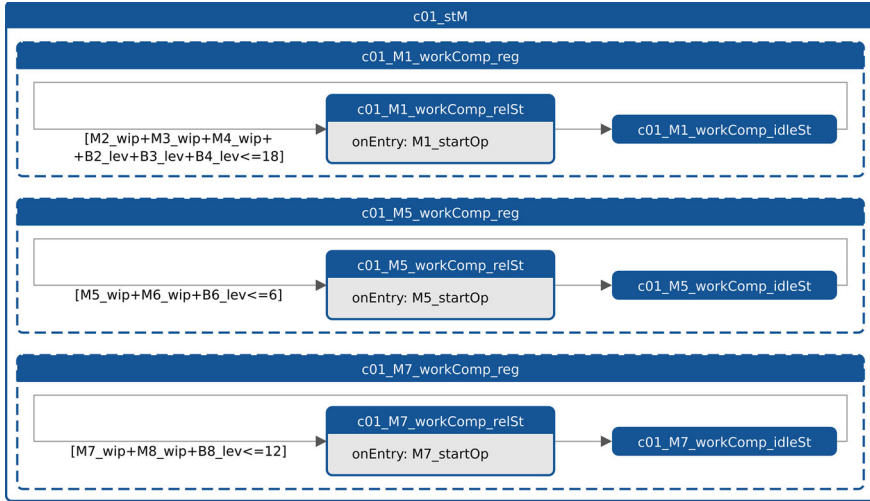 c01_stM
c01_M1_workComp_reg
c01_M1_workComp_relSt
onEntry: M1_startOp
c01_M1_workComp_idleSt
[M2_wip+M3_wip+M4_wip+
+B2_lev+B3_lev+B4_lev<=18]
c01_M5_workComp_reg
c01_M5_workComp_relSt
onEntry: M5_startOp
c01_M5_workComp_idleSt
[M5_wip+M6_wip+B6_lev<=6]
c01_M7_workComp_reg
c01_M7_workComp_relSt
onEntry: M7_startOp
c01_M7_workComp_idleSt
[M7_wip+M8_wip+B8_lev<=12]